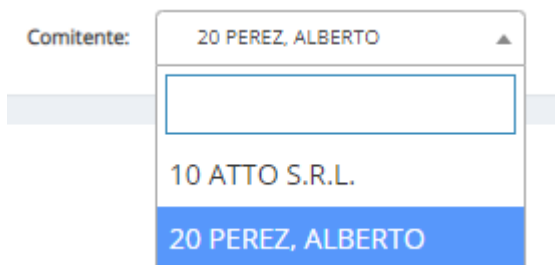 Comitente: 20 PEREZ, ALBERTO
10 ATTO S.R.L.
20 PEREZ, ALBERTO